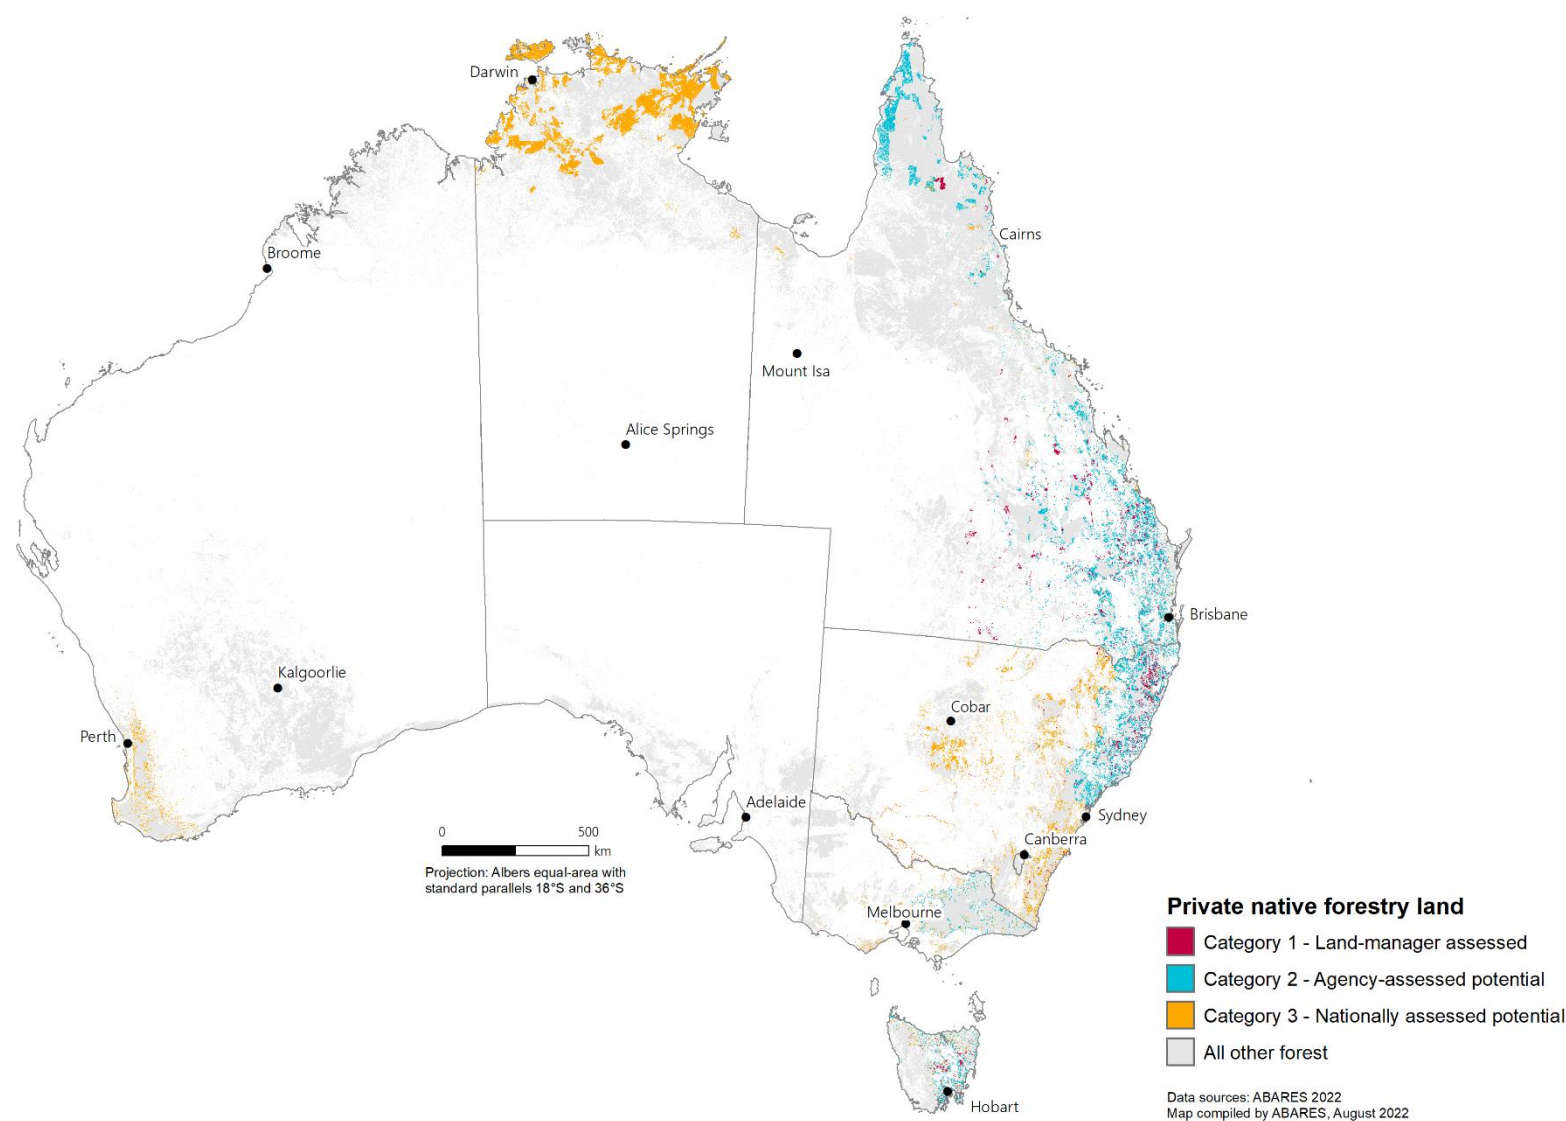 Darwin
Cairns
Broome
Mount Isa
Alice Springs
Brisbane
Kalgoorlie
Cobar
Perth
Adelaide
Sydney
0 500
km
Canberra
Projection: Albers equal-area with
standard parallels 18°S and 36°S
Melbourne
Private native forestry land
Category 1 - Land-manager assessed
Category 2 - Agency-assessed potential
Category 3 - Nationally assessed potential
All other forest
Hobart
Data sources: ABARES 2022
Map compiled by ABARES, August 2022